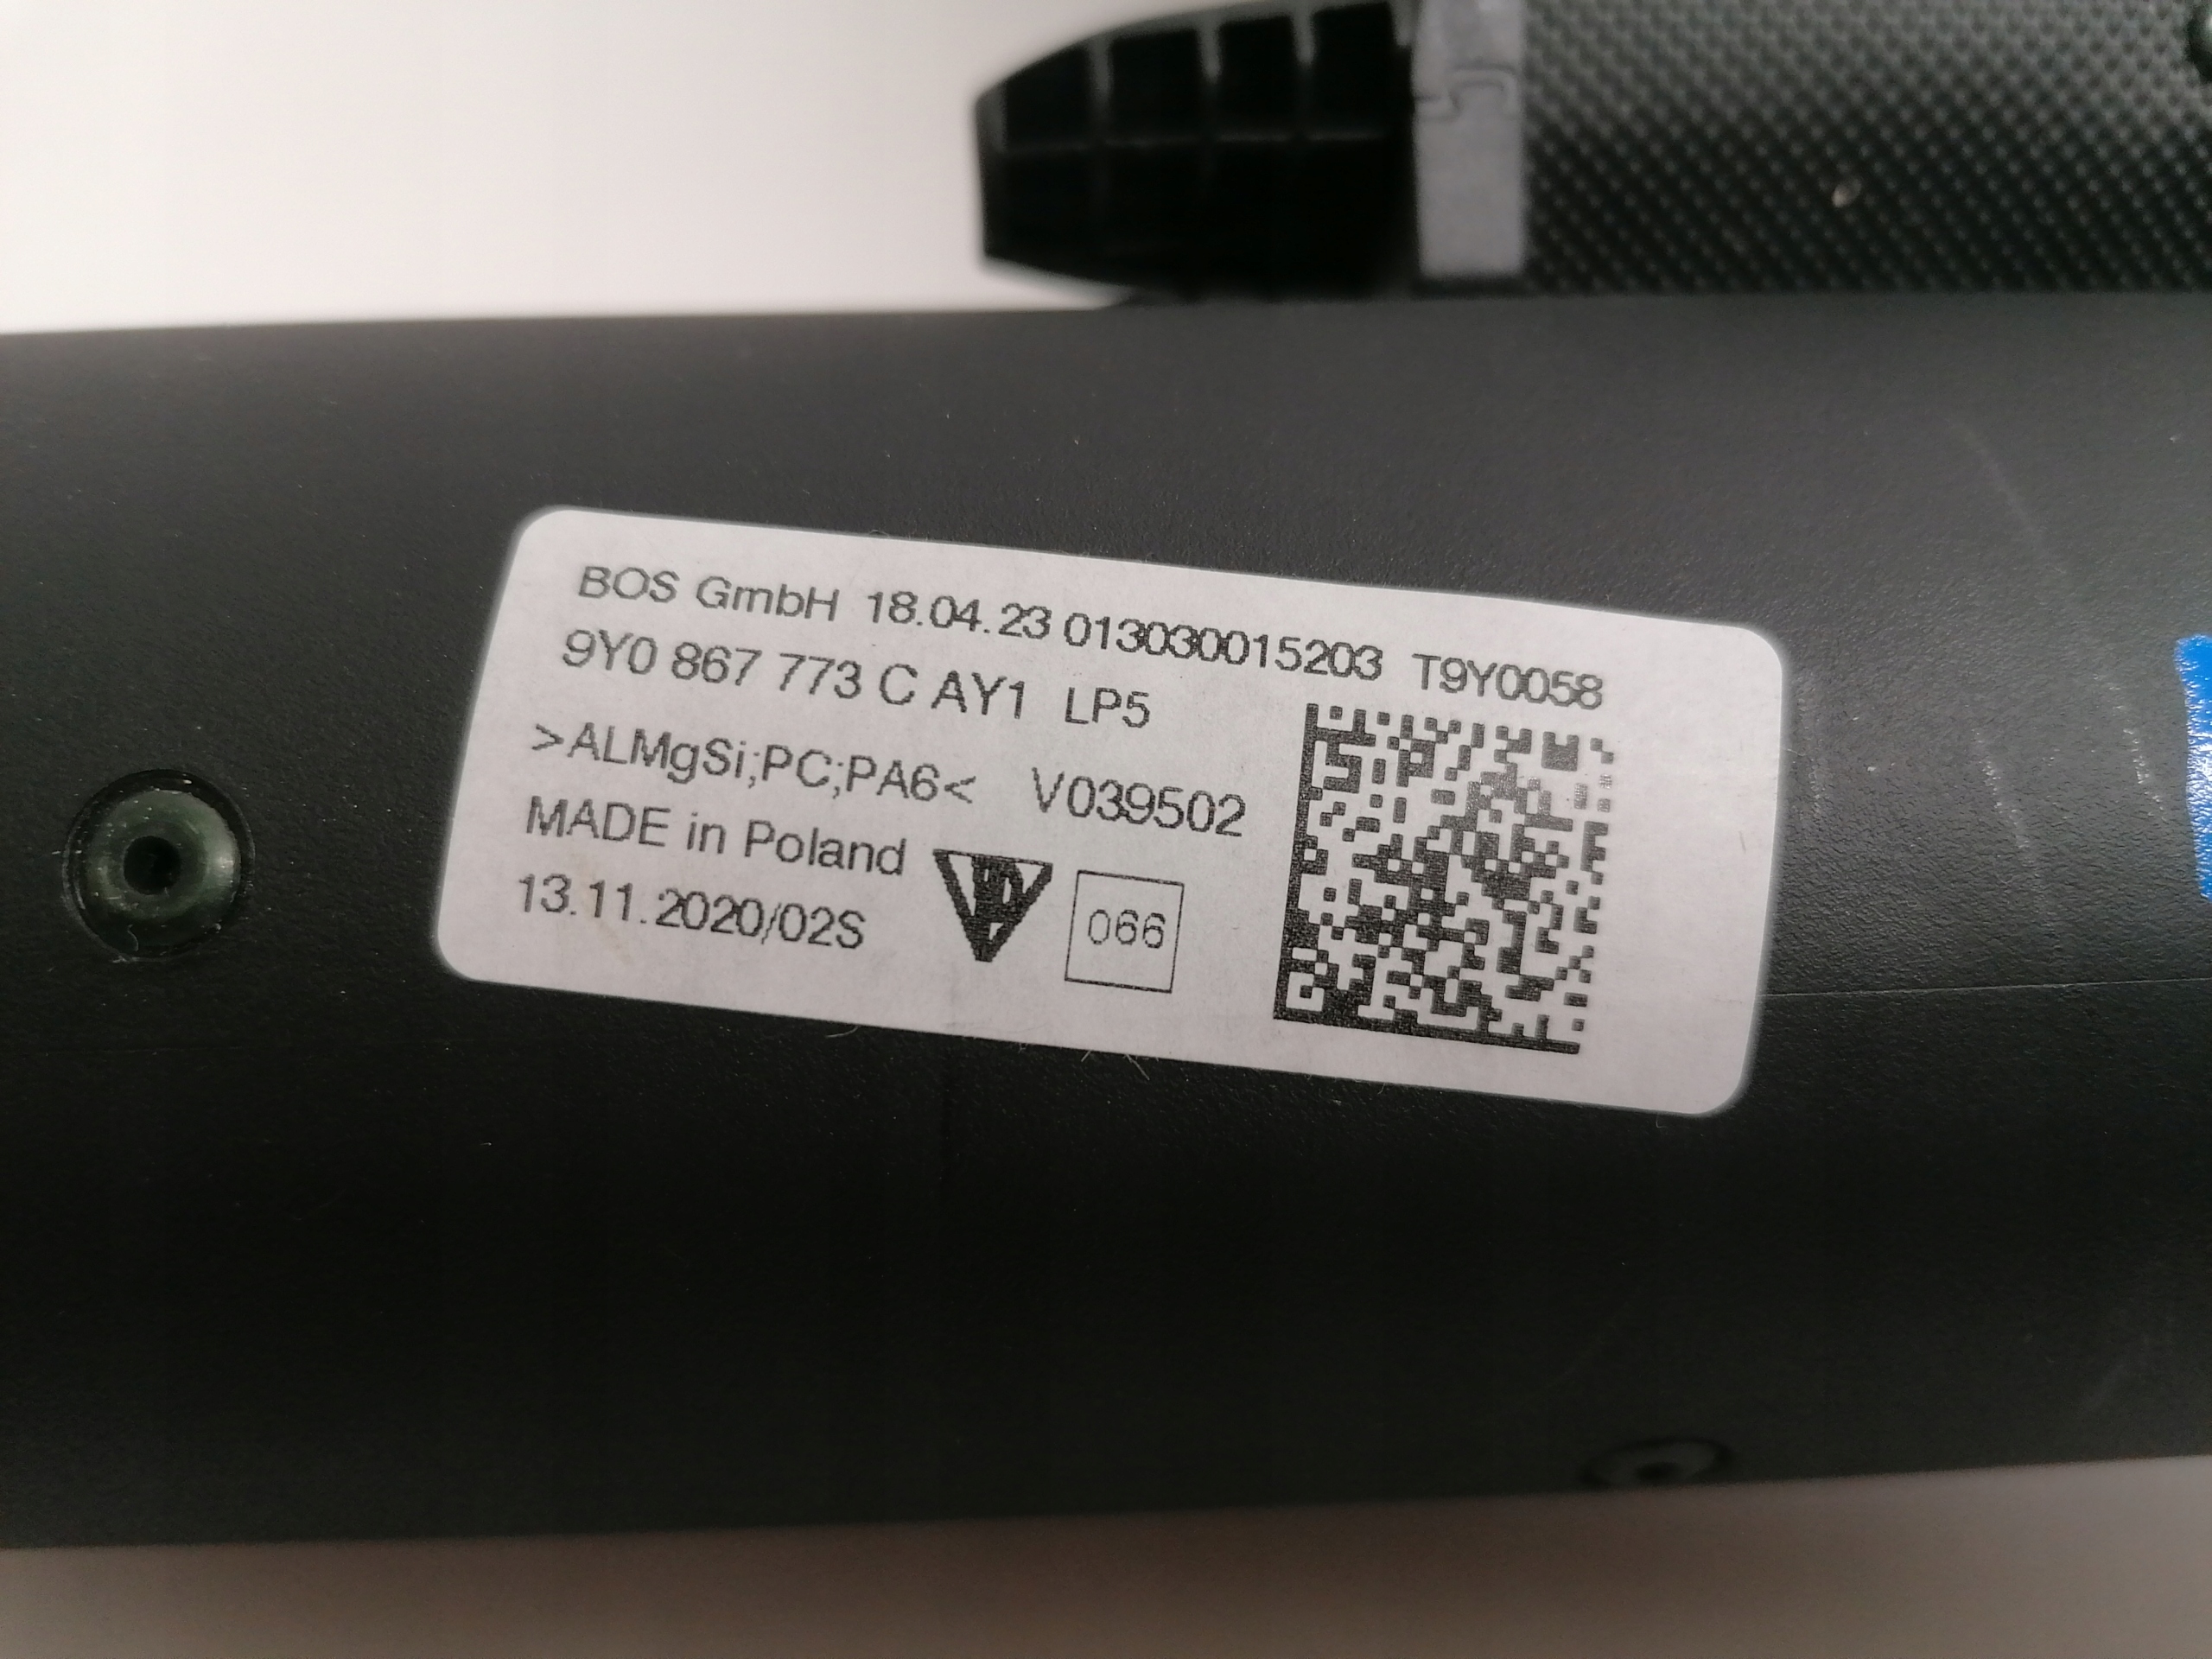 BOS GmbH 18.04.23 013030015203 T9Y0058
9Y0 867 773 C AY1 LP5
>ALMgSi;PC;PA6< V039502
MADE in Poland
13.11.2020/02S
066